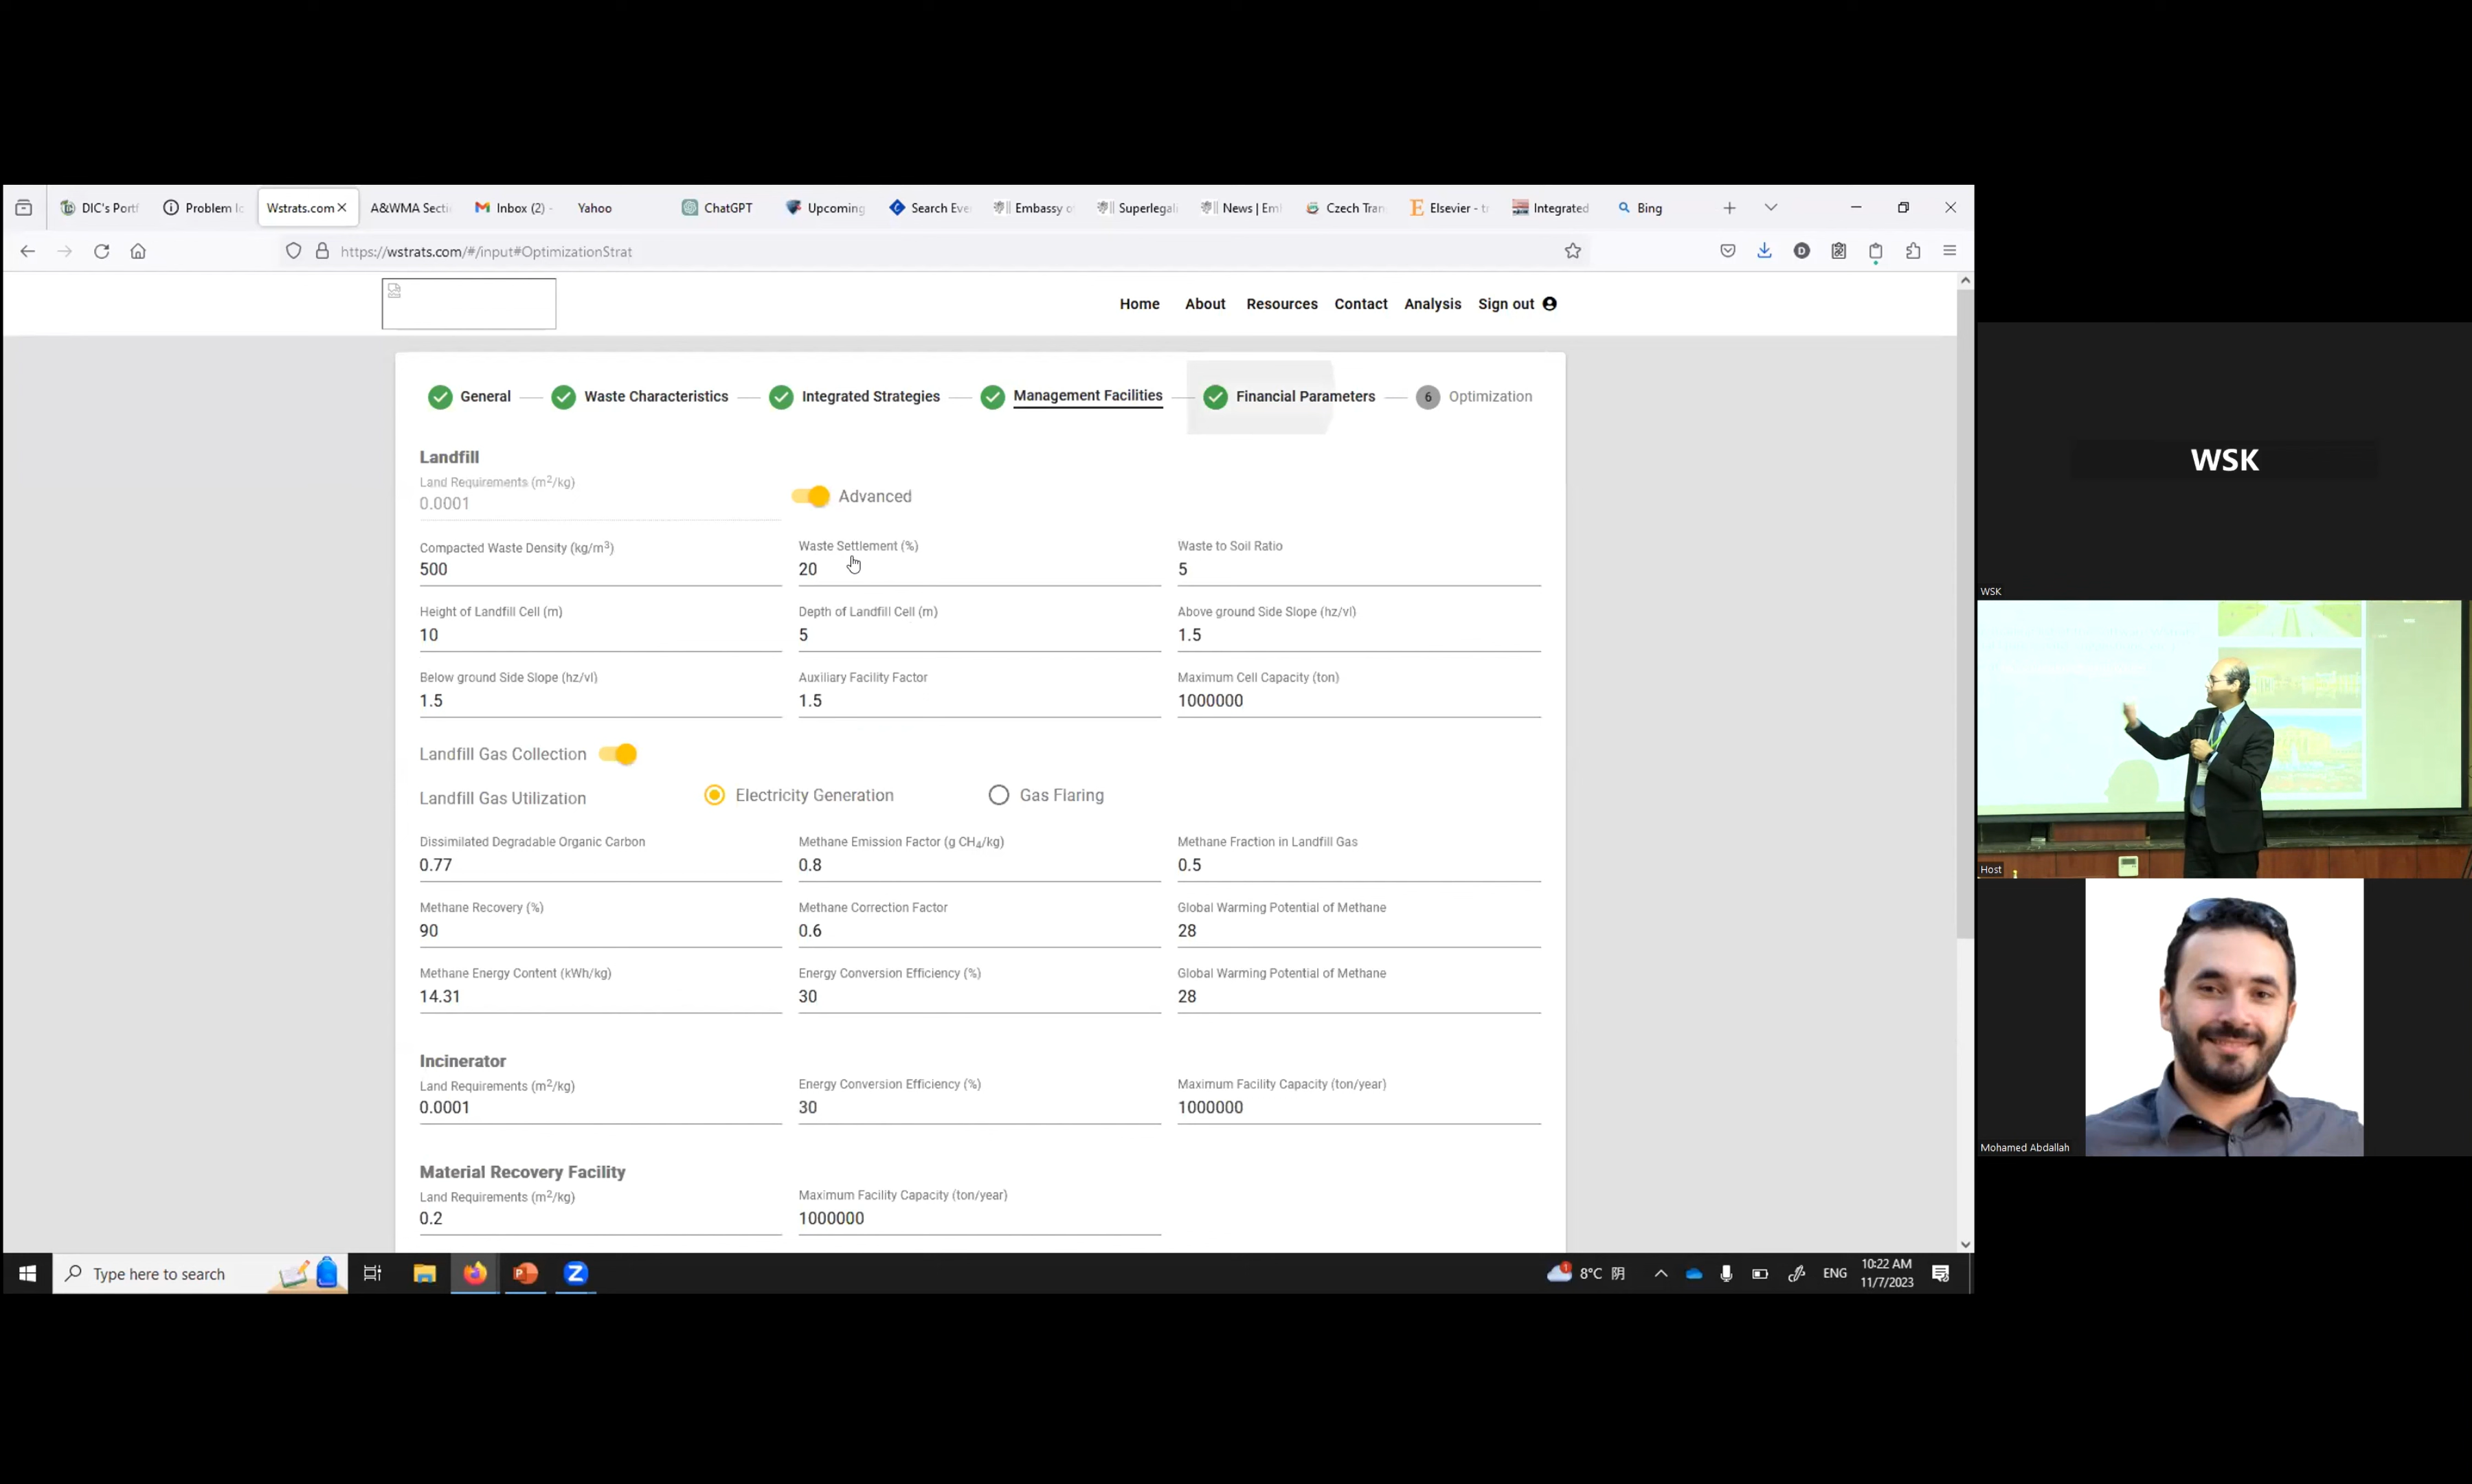 DIC's Portf
Problem Ic
Wstrats.com
A&WMA Secti
Inbox (2) -
Yahoo
ChatGPT
Upcoming
Search Eve
Embassy o
Superlegali
News | Emi
Czech Tran
Elsevier - tr
Integrated
Bing
https://wstrats.com/#/input#OptimizationStrat
Home About Resources Contact Analysis Sign out
General Waste Characteristics Integrated Strategies Management Facilities Financial Parameters 6 Optimization
Landfill
Land Requirements (m²/kg)
0.0001
Advanced
Compacted Waste Density (kg/m³) Waste Settlement (%) Waste to Soil Ratio
500 20 5
Height of Landfill Cell (m) Depth of Landfill Cell (m) Above ground Side Slope (hz/vl)
10 5 1.5
Below ground Side Slope (hz/vl) Auxiliary Facility Factor Maximum Cell Capacity (ton)
1.5 1.5 1000000
Landfill Gas Collection
Landfill Gas Utilization Electricity Generation Gas Flaring
Dissimilated Degradable Organic Carbon Methane Emission Factor (g CH₄/kg) Methane Fraction in Landfill Gas
0.77 0.8 0.5
Methane Recovery (%) Methane Correction Factor Global Warming Potential of Methane
90 0.6 28
Methane Energy Content (kWh/kg) Energy Conversion Efficiency (%) Global Warming Potential of Methane
14.31 30 28
Incinerator
Land Requirements (m²/kg) Energy Conversion Efficiency (%) Maximum Facility Capacity (ton/year)
0.0001 30 1000000
Material Recovery Facility
Land Requirements (m²/kg) Maximum Facility Capacity (ton/year)
0.2 1000000
Type here to search
8°C 阴
ENG
10:22 AM
11/7/2023
WSK
WSK
Host
Mohamed Abdallah